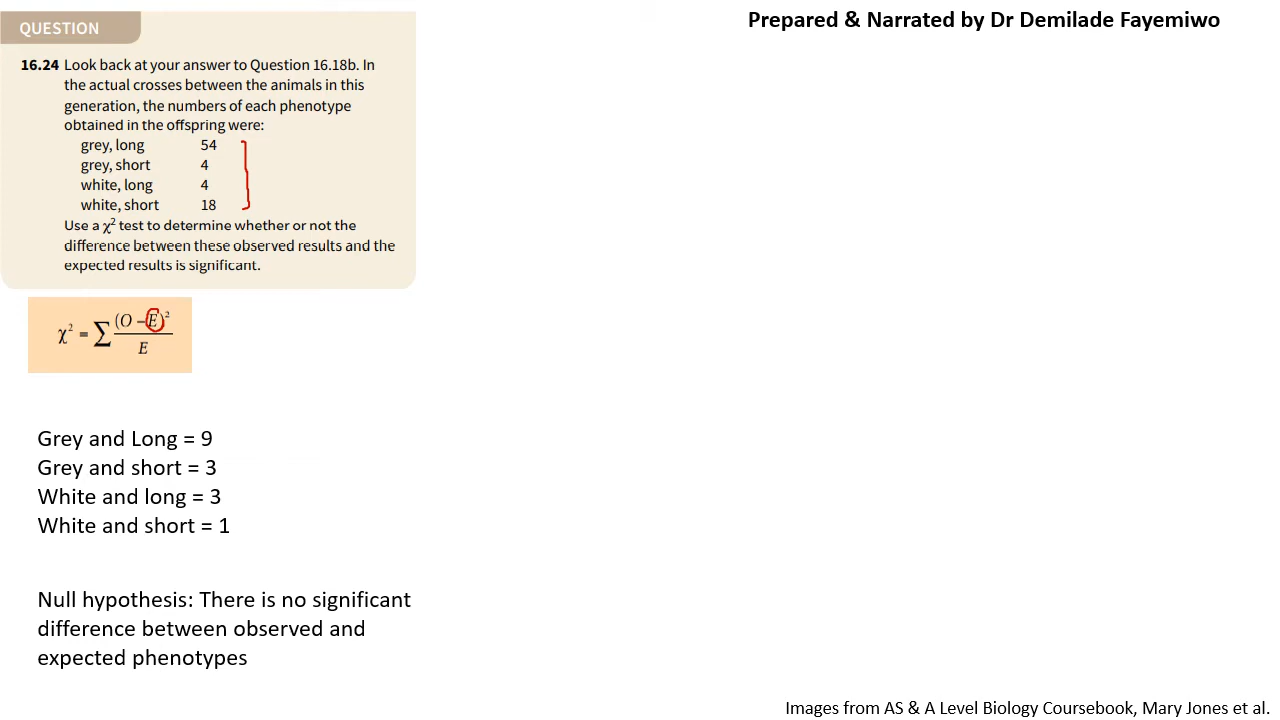 Prepared & Narrated by Dr Demilade Fayemiwo
QUESTION
16.24 Look back at your answer to Question 16.18b. In
the actual crosses between the animals in this
generation, the numbers of each phenotype
obtained in the offspring were:
grey, long 54
grey, short 4
white, long 4
white, short 18
Use a χ² test to determine whether or not the
difference between these observed results and the
expected results is significant.
χ² = ∑ (O – E)² / E
Grey and Long = 9
Grey and short = 3
White and long = 3
White and short = 1
Null hypothesis: There is no significant
difference between observed and
expected phenotypes
Images from AS & A Level Biology Coursebook, Mary Jones et al.